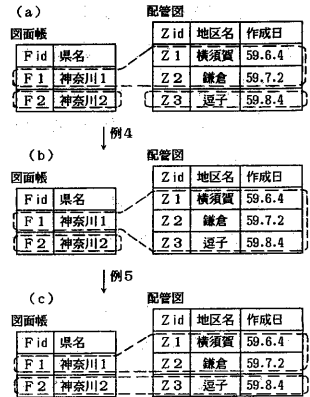 (a)
配管図
図面帳
Zid 地区名 作成日
Fid 県名
Z1 横須賀 59.6.4
F1 神奈川1
Z2 鎌倉 59.7.2
F2 神奈川2
Z3 逗子 59.8.4
↓例4
(b)
配管図
図面帳
Zid 地区名 作成日
Fid 県名
Z1 横須賀 59.6.4
F1 神奈川1
Z2 鎌倉 59.7.2
F2 神奈川2
Z3 逗子 59.8.4
↓例5
(c)
配管図
図面帳
Zid 地区名 作成日
Fid 県名
Z1 横須賀 59.6.4
F1 神奈川1
Z2 鎌倉 59.7.2
F2 神奈川2
Z3 逗子 59.8.4